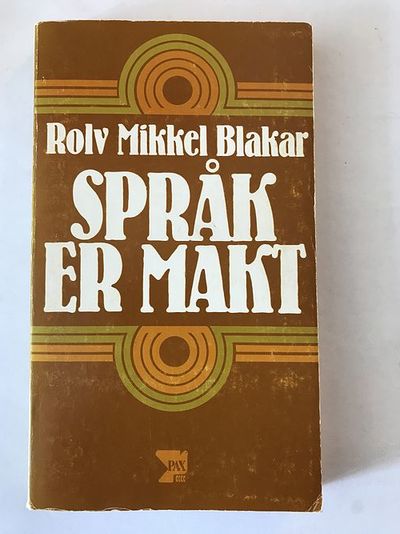 Rolv Mikkel Blakar
SPRÅK
ER MAKT
PAX